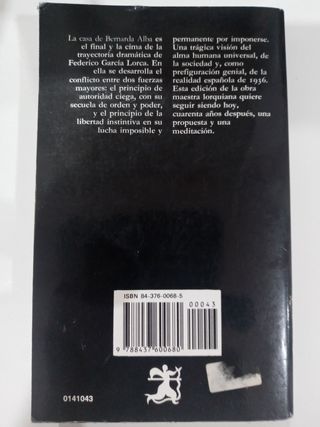 La casa de Bernarda Alba es
el final y la cima de la
trayectoria dramática de
Federico García Lorca. En
ella se desarrolla el
conflicto entre dos fuerzas
mayores: el principio de
autoridad ciega, con su
secuela de orden y poder,
y el principio de la
libertad instintiva en su
lucha imposible y
permanente por imponerse.
Una trágica visión del
alma humana universal, de
la sociedad y, como
prefiguración genial, de la
realidad española de 1936.
Esta edición de la obra
maestra lorquiana quiere
seguir siendo hoy,
cuarenta años después, una
propuesta y una
meditación.
ISBN 84-376-0068-5
00043
9 788437 600680
0141043